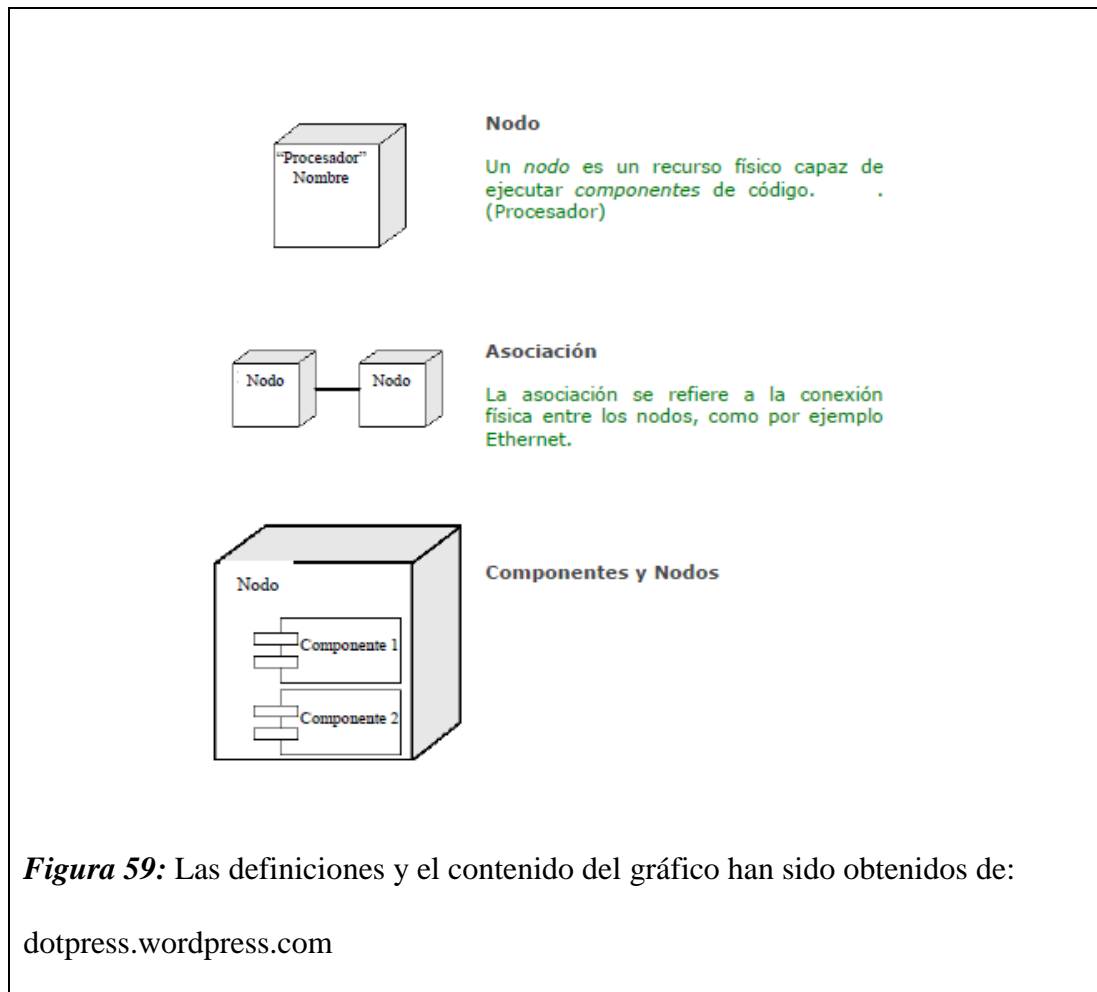 "Procesador"
Nombre
Nodo
Un nodo es un recurso físico capaz de
ejecutar componentes de código. .
(Procesador)
Nodo
Nodo
Asociación
La asociación se refiere a la conexión
física entre los nodos, como por ejemplo
Ethernet.
Nodo
Componente 1
Componente 2
Componentes y Nodos
Figura 59: Las definiciones y el contenido del gráfico han sido obtenidos de:
dotpress.wordpress.com